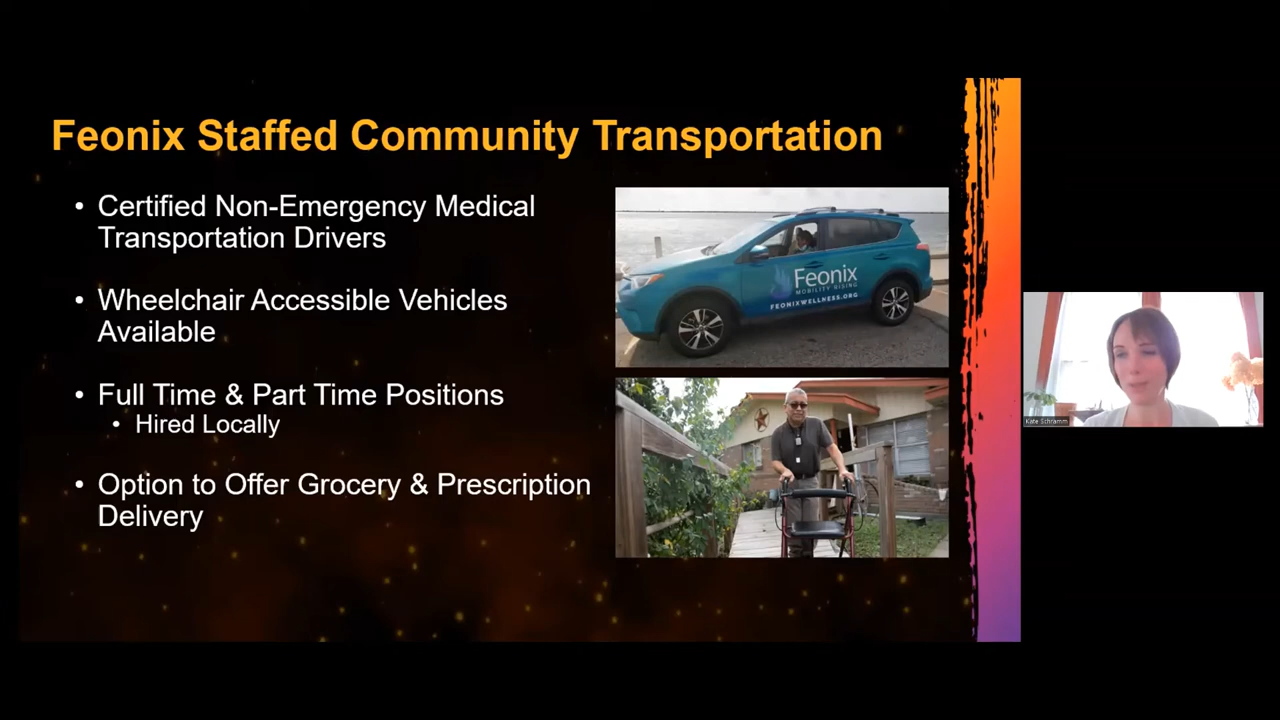 Feonix Staffed Community Transportation
• Certified Non-Emergency Medical
Transportation Drivers
• Wheelchair Accessible Vehicles
Available
• Full Time & Part Time Positions
• Hired Locally
• Option to Offer Grocery & Prescription
Delivery
Feonix
MOBILITY RISING
FEONIXWELLNESS.ORG
Kate Schramm